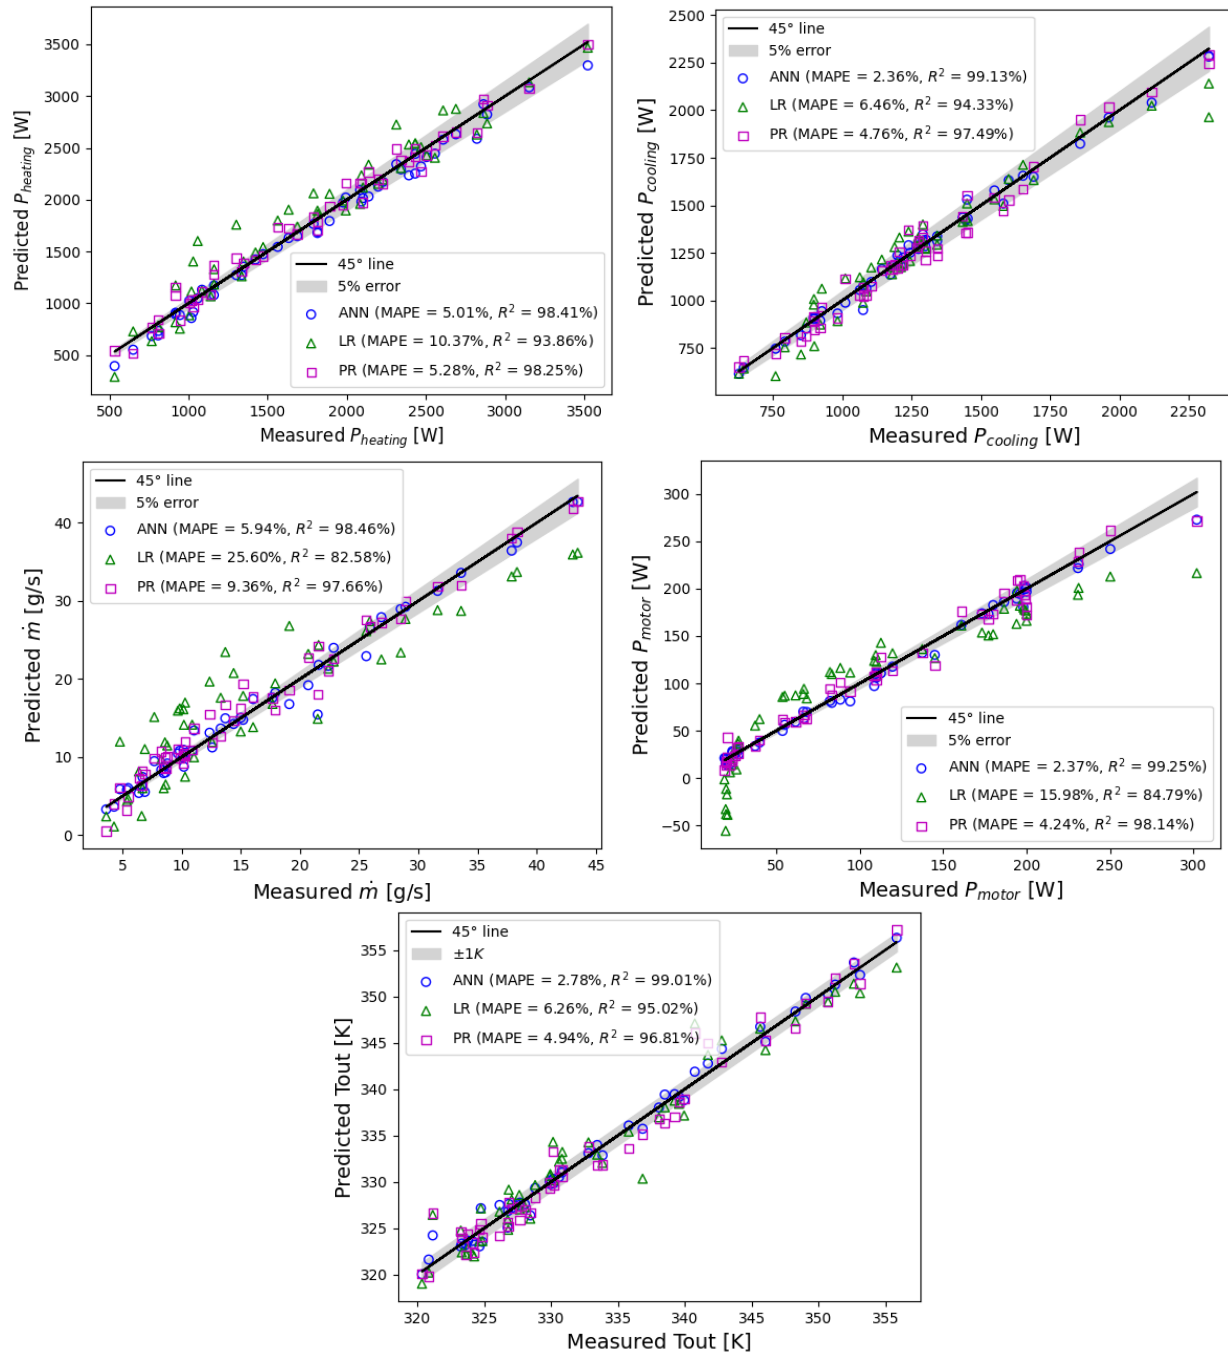 45° line
5% error
ANN (MAPE = 5.01%, R² = 98.41%)
LR (MAPE = 10.37%, R² = 93.86%)
PR (MAPE = 5.28%, R² = 98.25%)
3500
3000
2500
2000
1500
1000
500
Predicted P_heating [W]
500 1000 1500 2000 2500 3000 3500
Measured P_heating [W]
45° line
5% error
ANN (MAPE = 2.36%, R² = 99.13%)
LR (MAPE = 6.46%, R² = 94.33%)
PR (MAPE = 4.76%, R² = 97.49%)
2500
2250
2000
1750
1500
1250
1000
750
Predicted P_cooling [W]
750 1000 1250 1500 1750 2000 2250
Measured P_cooling [W]
45° line
5% error
ANN (MAPE = 5.94%, R² = 98.46%)
LR (MAPE = 25.60%, R² = 82.58%)
PR (MAPE = 9.36%, R² = 97.66%)
40
30
20
10
0
Predicted ṁ [g/s]
5 10 15 20 25 30 35 40 45
Measured ṁ [g/s]
45° line
5% error
ANN (MAPE = 2.37%, R² = 99.25%)
LR (MAPE = 15.98%, R² = 84.79%)
PR (MAPE = 4.24%, R² = 98.14%)
300
250
200
150
100
50
0
−50
Predicted P_motor [W]
50 100 150 200 250 300
Measured P_motor [W]
45° line
±1K
ANN (MAPE = 2.78%, R² = 99.01%)
LR (MAPE = 6.26%, R² = 95.02%)
PR (MAPE = 4.94%, R² = 96.81%)
355
350
345
340
335
330
325
320
Predicted Tout [K]
320 325 330 335 340 345 350 355
Measured Tout [K]